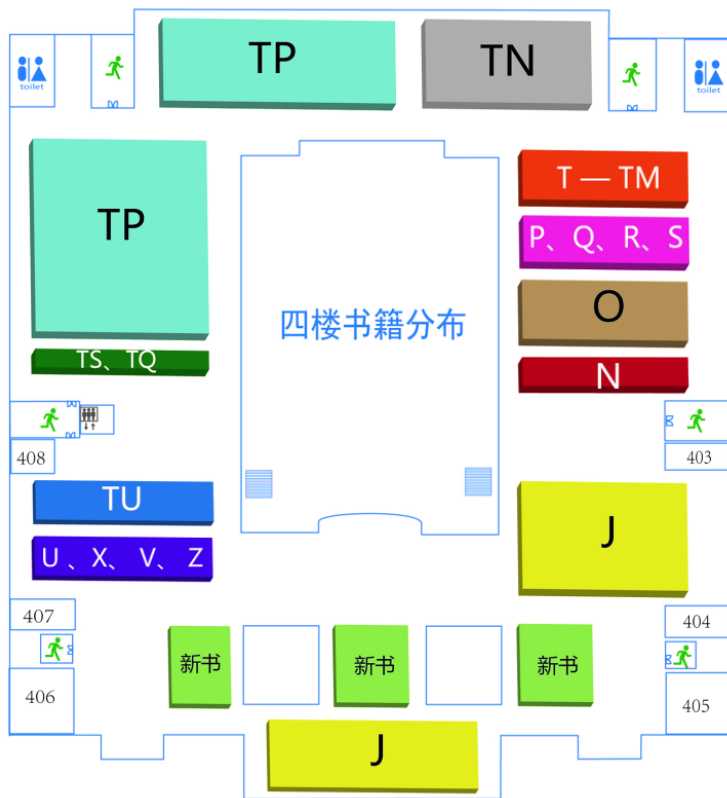 TP
TN
toilet
toilet
TP
T — TM
P、Q、R、S
O
四楼书籍分布
TS、TQ
N
408
403
TU
J
U 、X、 V、 Z
407
404
新书
新书
新书
406
405
J